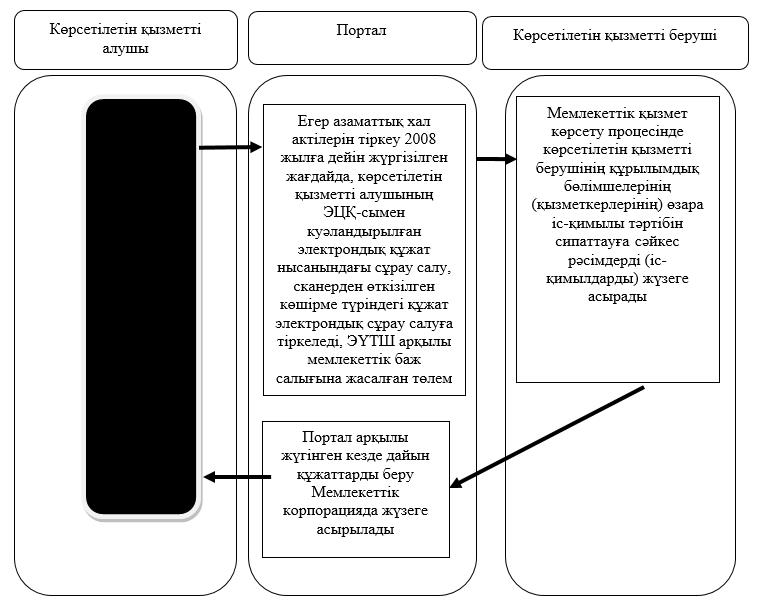 Көрсетілетін қызметті
алушы
Портал
Көрсетілетін қызметті беруші
Егер азаматтық хал
актілерін тіркеу 2008
жылға дейін жүргізілген
жағдайда, көрсетілетін
қызметті алушының
ЭЦҚ-сымен
куәландырылған
электрондық құжат
нысанындағы сұрау салу,
сканерден өткізілген
көшірме түріндегі құжат
электрондық сұрау салуға
тіркеледі, ЭҮТШ арқылы
мемлекеттік баж
салығына жасалған төлем
Мемлекеттік қызмет
көрсету процесінде
көрсетілетін қызметті
берушінің құрылымдық
бөлімшелерінің
(қызметкерлерінің) өзара
іс-қимылы тәртібін
сипаттауға сәйкес
рәсімдерді (іс-
қимылдарды) жүзеге
асырады
Портал арқылы
жүгінген кезде дайын
құжаттарды беру
Мемлекеттік
корпорацияда жүзеге
асырылады